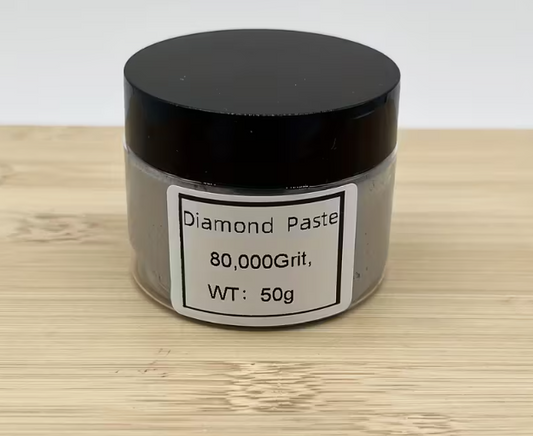 Diamond Paste
80,000Grit,
WT: 50g